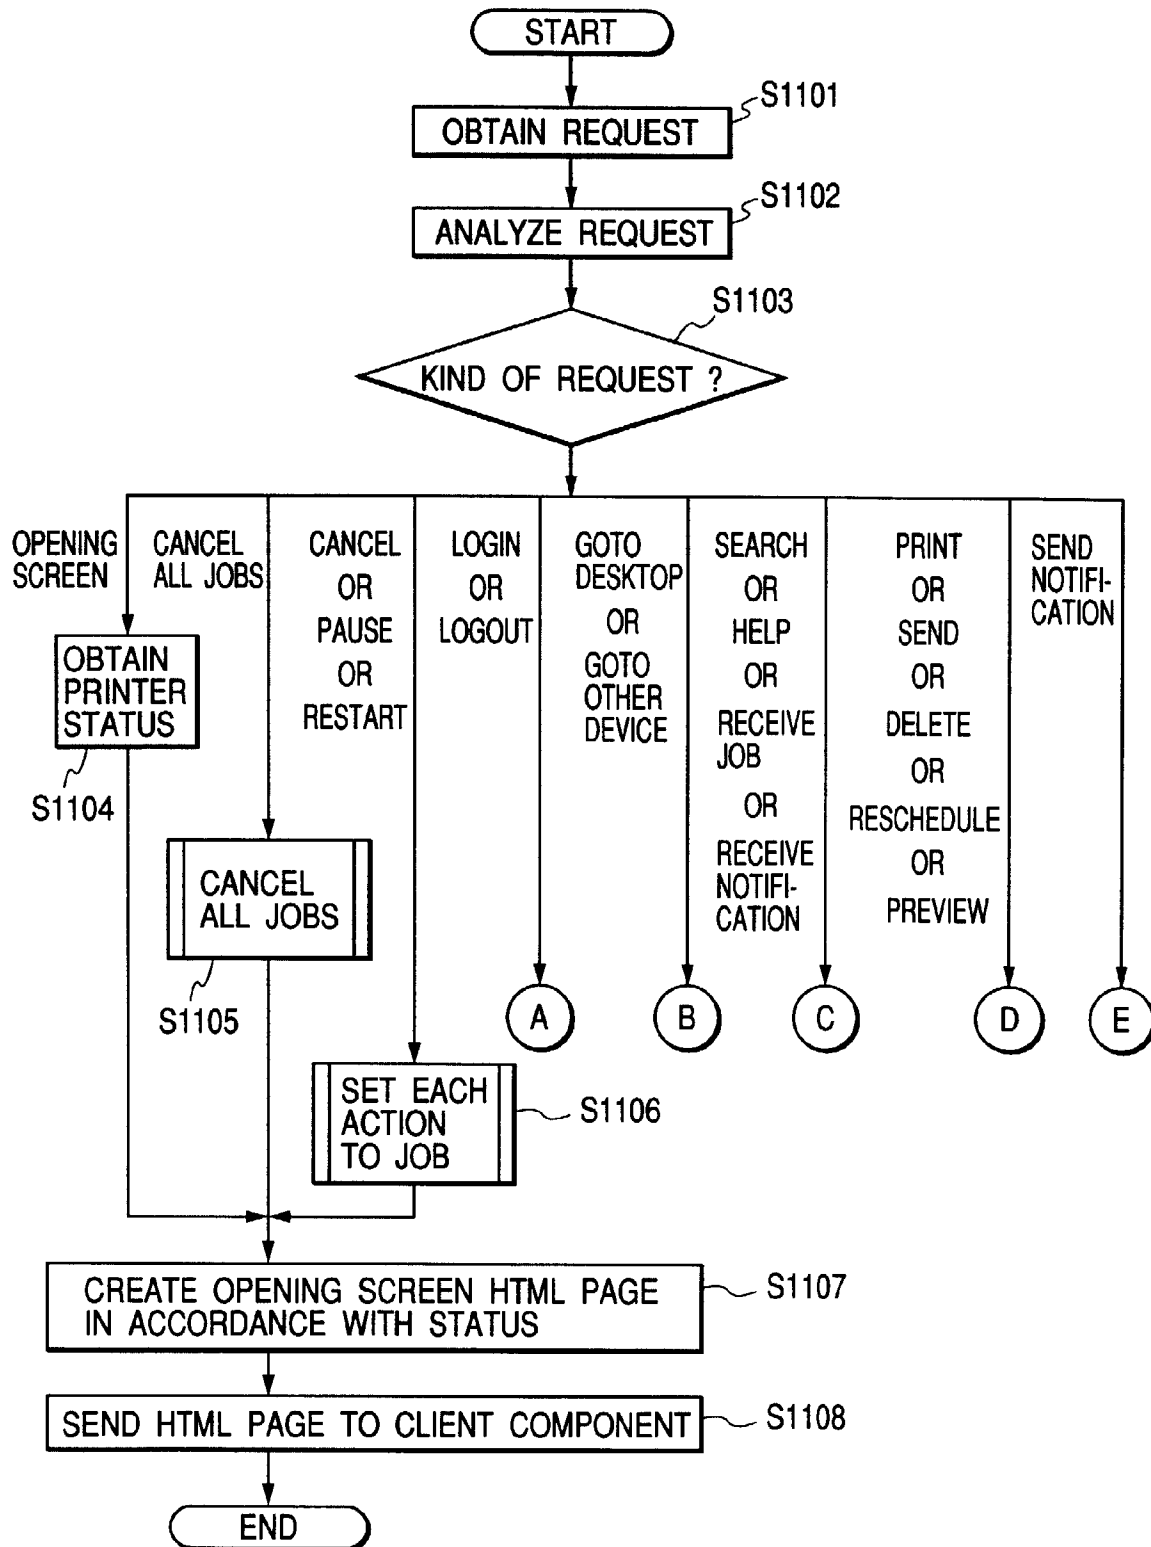 START
S1101
OBTAIN REQUEST
S1102
ANALYZE REQUEST
S1103
KIND OF REQUEST ?
OPENING
SCREEN
CANCEL
ALL JOBS
CANCEL
OR
PAUSE
OR
RESTART
LOGIN
OR
LOGOUT
GOTO
DESKTOP
OR
GOTO
OTHER
DEVICE
SEARCH
OR
HELP
OR
RECEIVE
JOB
OR
RECEIVE
NOTIFI-
CATION
PRINT
OR
SEND
OR
DELETE
OR
RESCHEDULE
OR
PREVIEW
SEND
NOTIFI-
CATION
OBTAIN
PRINTER
STATUS
S1104
CANCEL
ALL JOBS
S1105
A
B
C
D
E
SET EACH
ACTION
TO JOB
S1106
CREATE OPENING SCREEN HTML PAGE
IN ACCORDANCE WITH STATUS
S1107
SEND HTML PAGE TO CLIENT COMPONENT
S1108
END